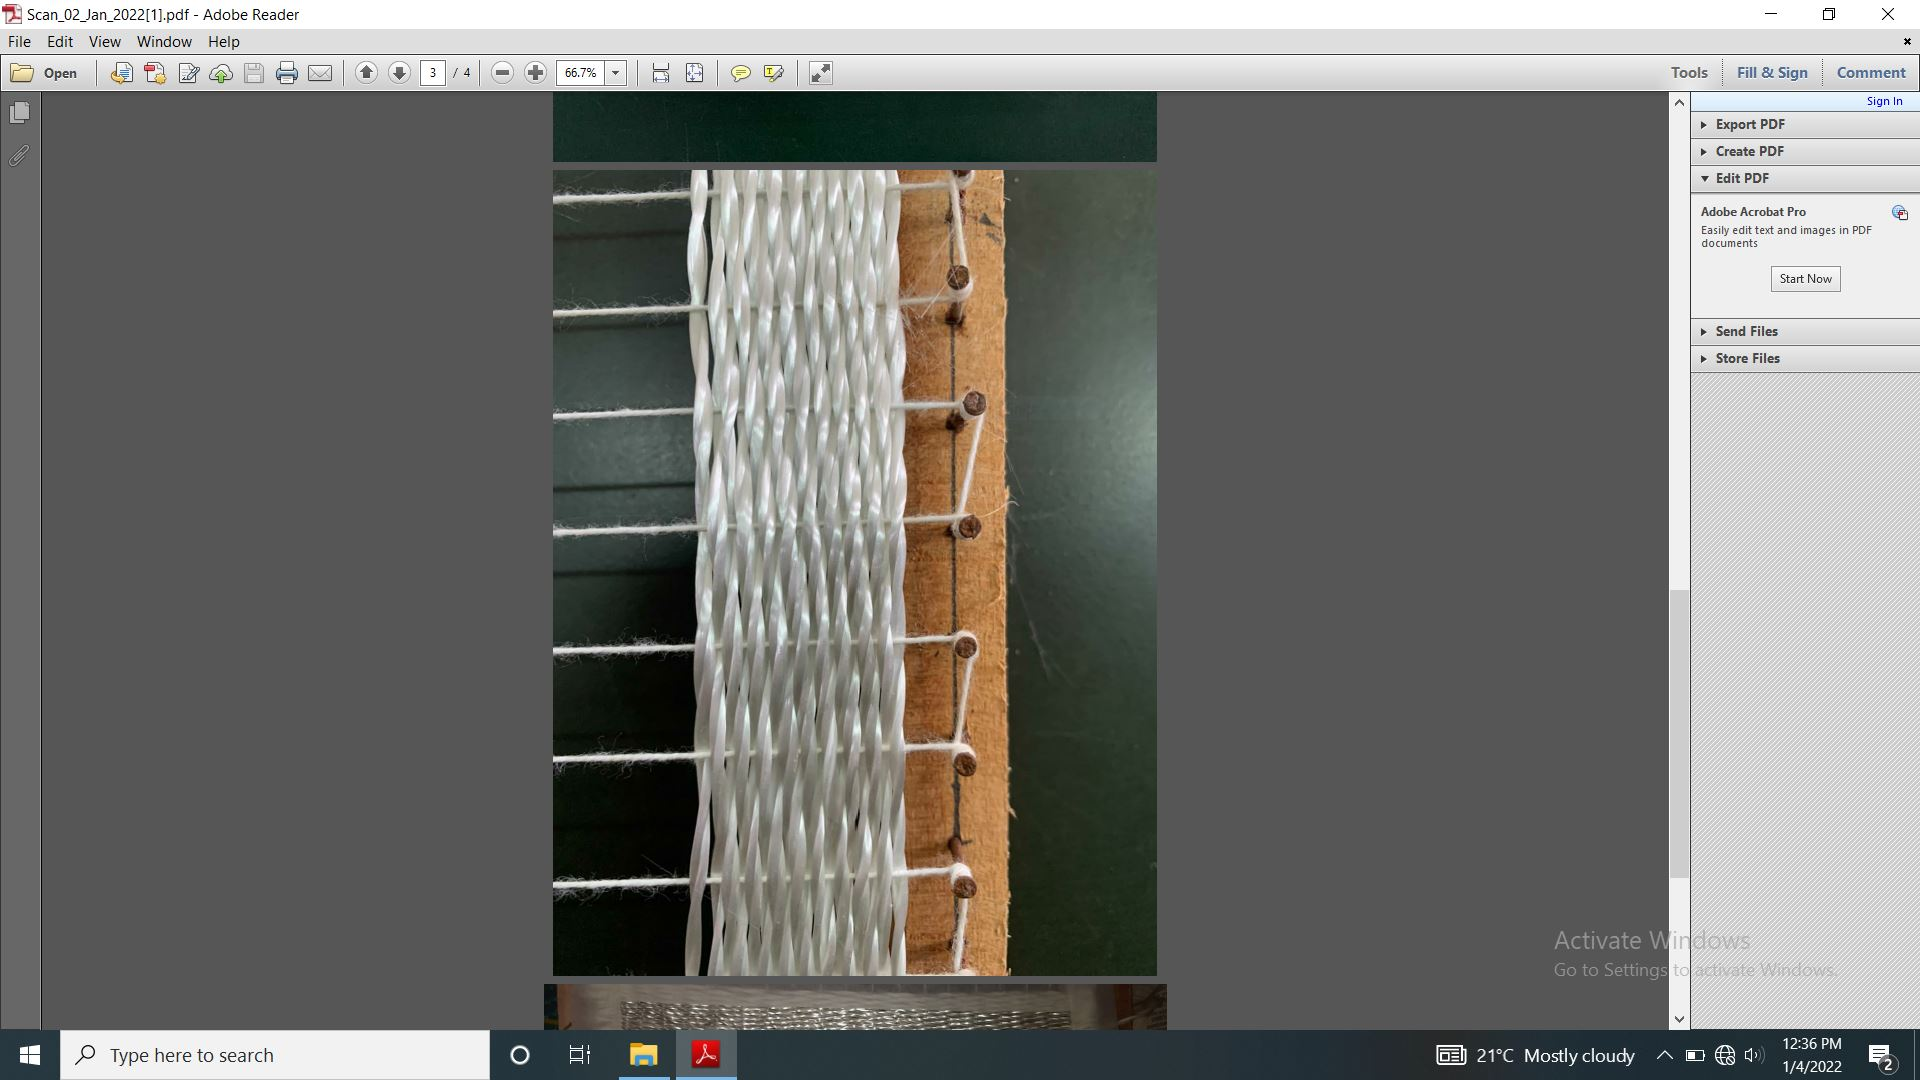 Scan_02_Jan_2022[1].pdf - Adobe Reader
File Edit View Window Help
Open 3 / 4 66.7% Tools Fill & Sign Comment
Sign In
Export PDF
Create PDF
Edit PDF
Adobe Acrobat Pro
Easily edit text and images in PDF
documents
Start Now
Send Files
Store Files
Activate Windows
Go to Settings to activate Windows.
Type here to search
21°C Mostly cloudy
12:36 PM
1/4/2022
2